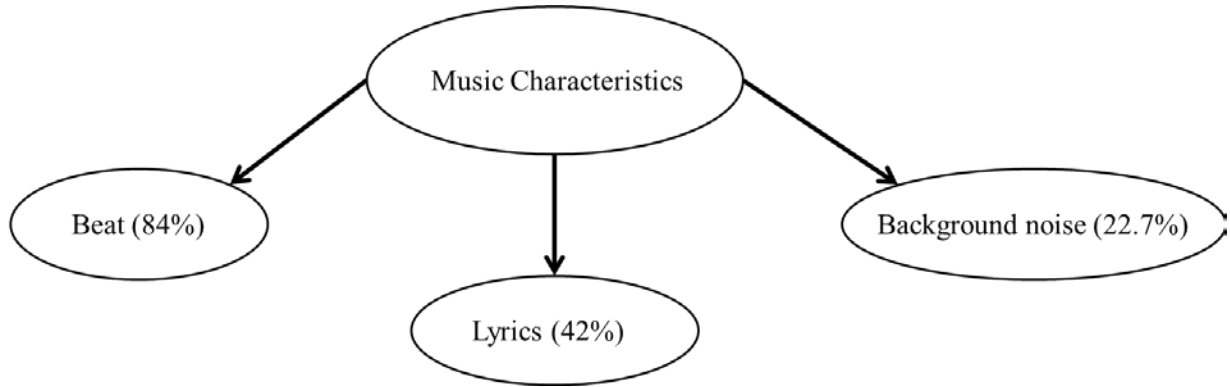 Music Characteristics
Beat (84%)
Background noise (22.7%)
Lyrics (42%)